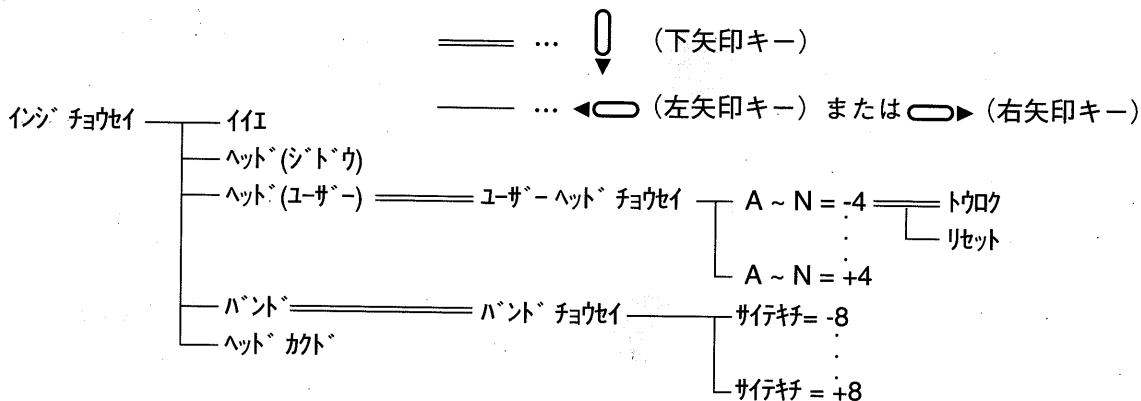 … (下矢印キー)
… (左矢印キー) または (右矢印キー)
ｲﾝｼﾞ ﾁｮｳｾｲ ｲｲｴ
ﾍｯﾄﾞ(ｼﾞﾄﾞｳ)
ﾍｯﾄﾞ(ﾕｰｻﾞｰ) ﾕｰｻﾞｰ ﾍｯﾄﾞ ﾁｮｳｾｲ A ~ N = -4 ﾄｳﾛｸ
ﾘｾｯﾄ
A ~ N = +4
ﾊﾞﾝﾄﾞ ﾊﾞﾝﾄﾞ ﾁｮｳｾｲ ｻｲﾃｷﾁ= -8
ﾍｯﾄﾞ ｶｸﾄﾞ
ｻｲﾃｷﾁ = +8